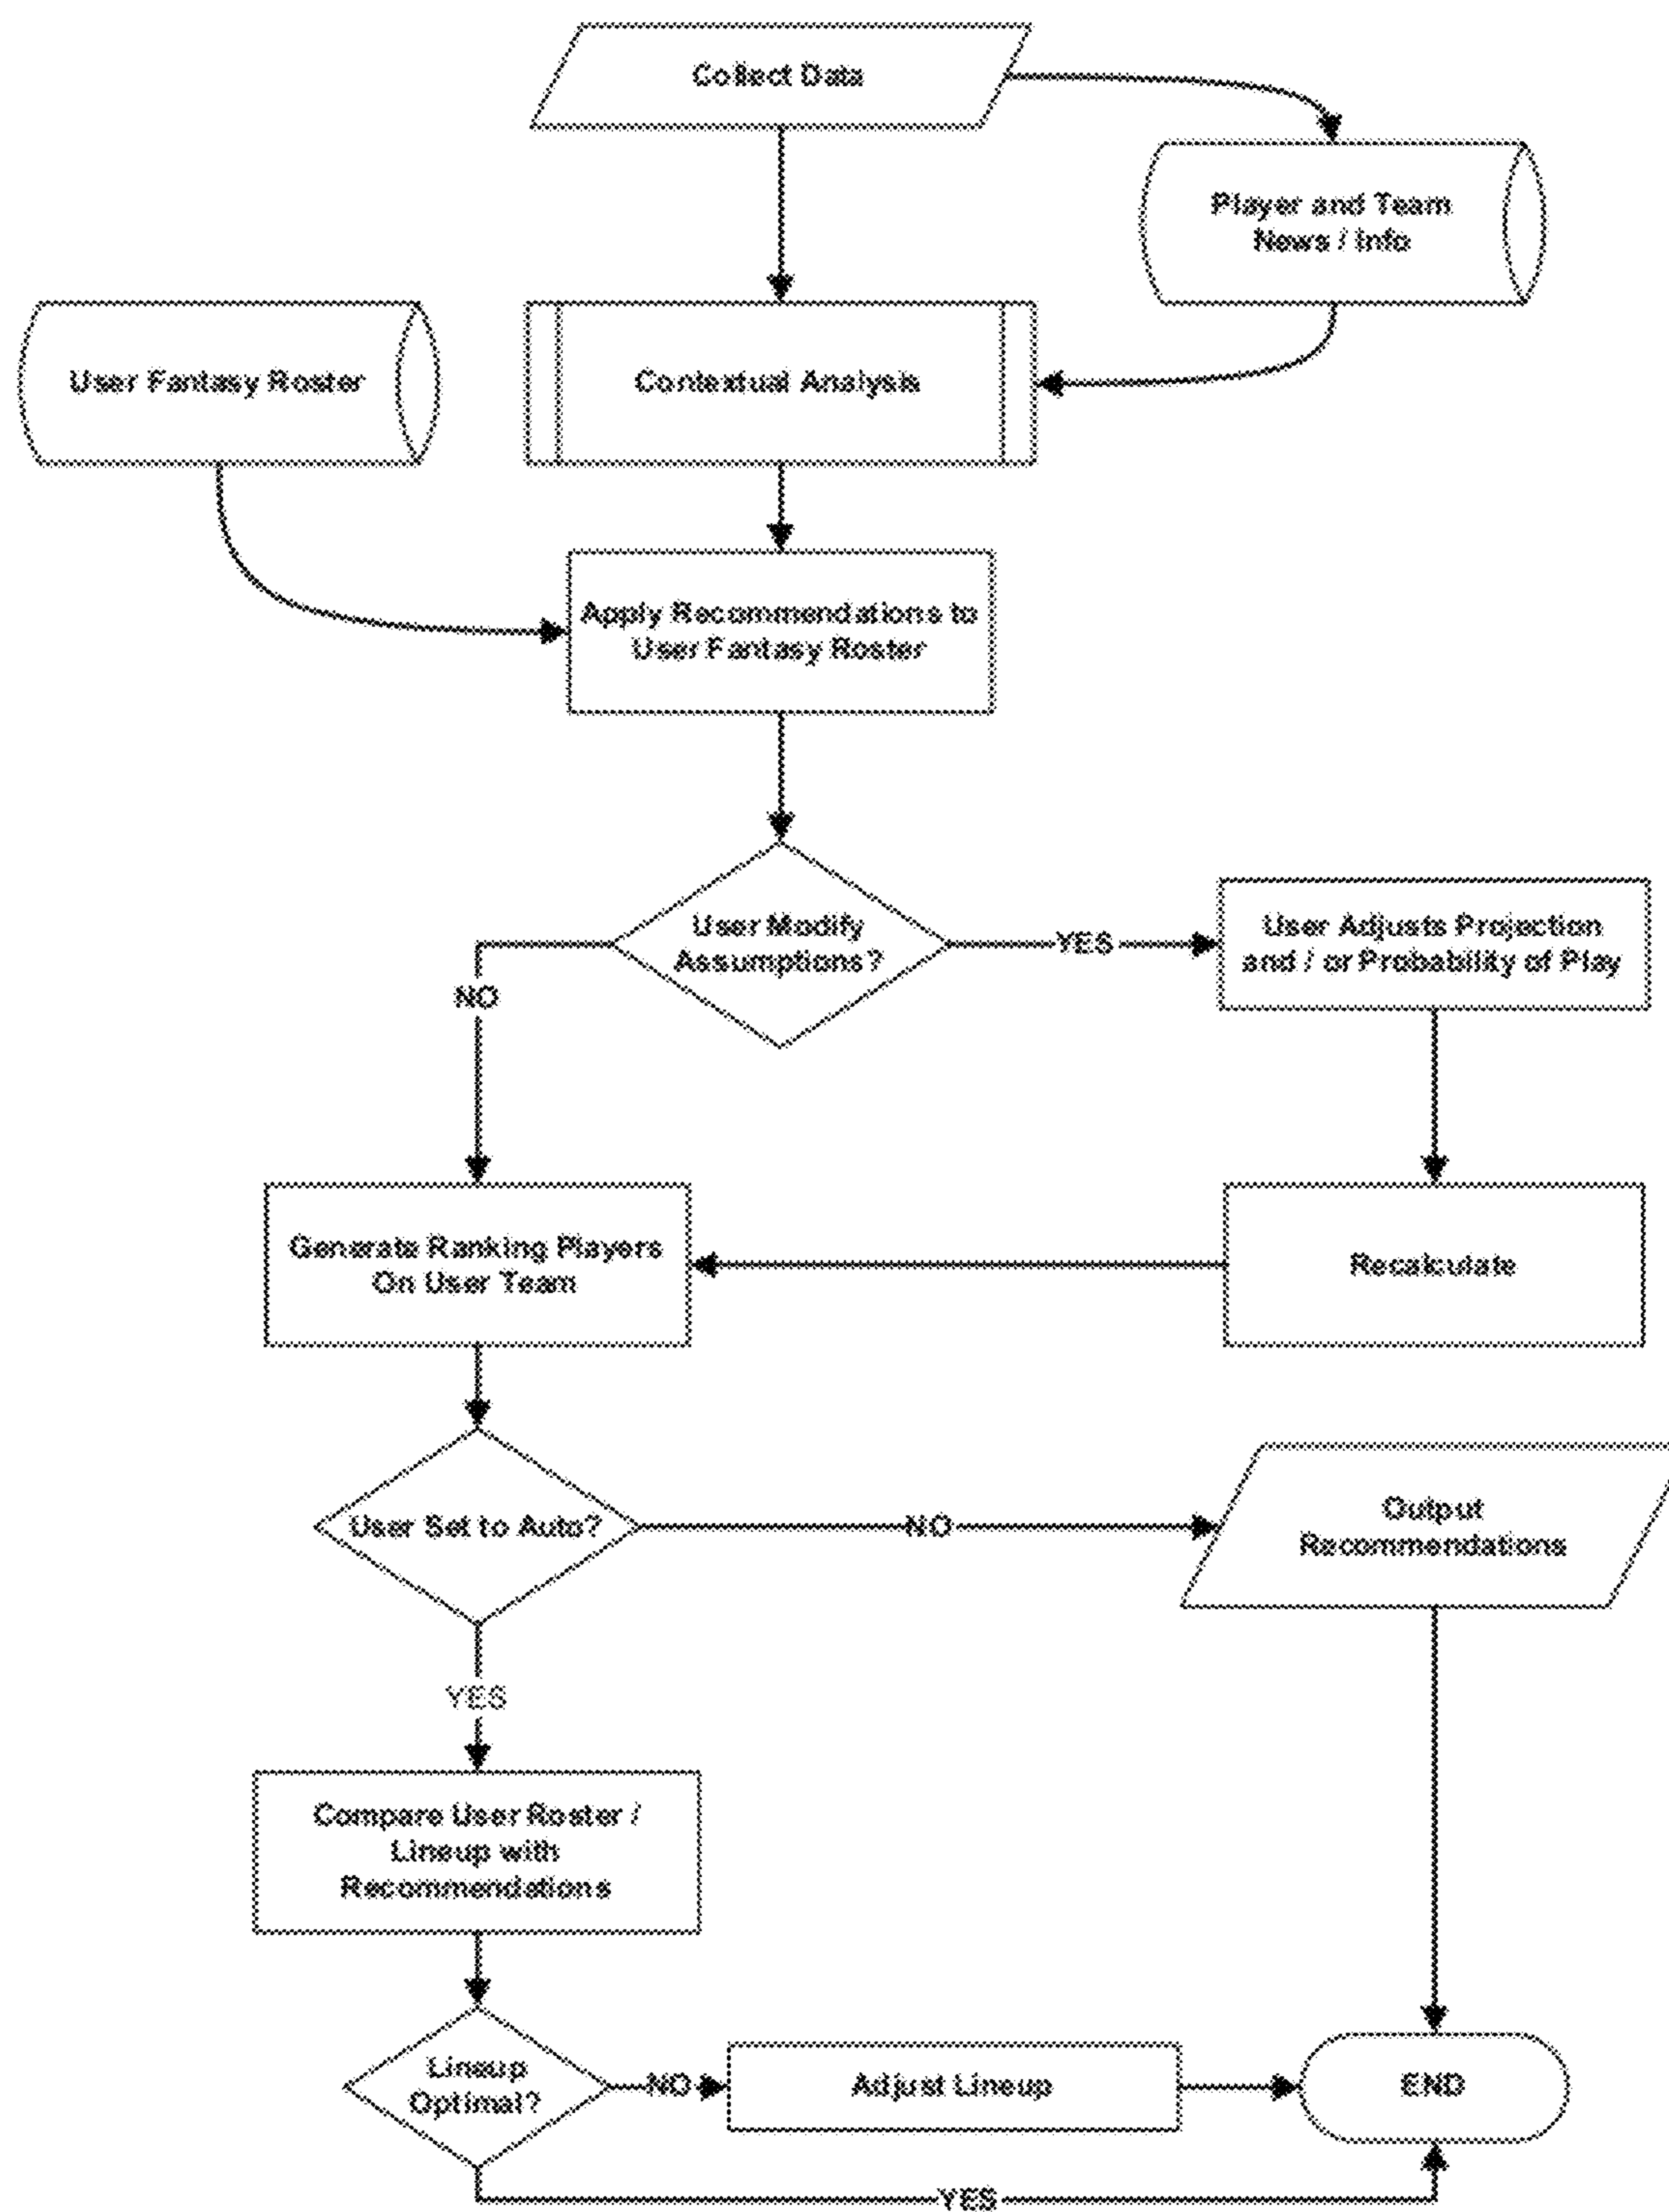 Collect Data
Player and Team
News / Info
User Fantasy Roster
Contextual Analysis
Apply Recommendations to
User Fantasy Roster
User Modify
Assumptions?
YES
User Adjusts Projection
and / or Probability of Play
NO
Generate Ranking Players
On User Team
Recalculate
User Set to Auto?
NO
Output
Recommendations
YES
Compare User Roster /
Lineup with
Recommendations
Lineup
Optimal?
NO
Adjust Lineup
END
YES